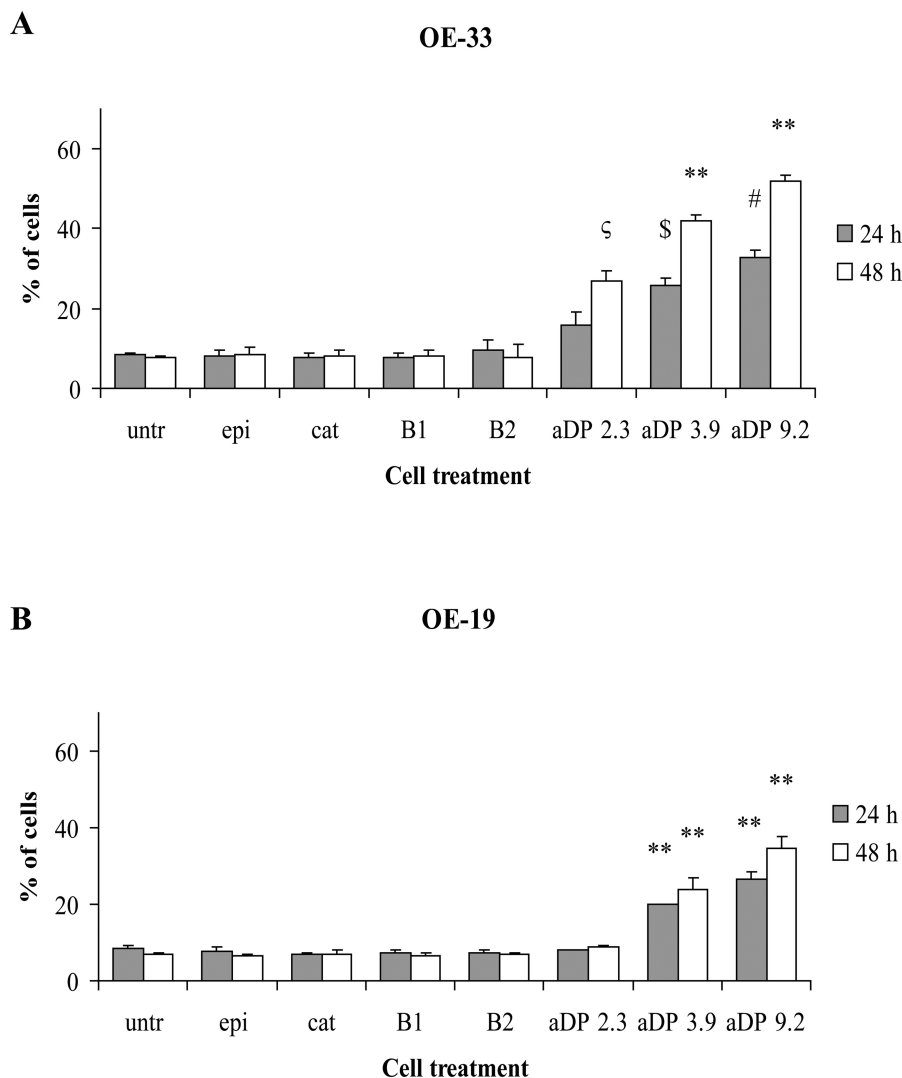 A
OE-33
% of cells
60
40
20
0
**
**
ς
$
#
24 h
48 h
untr epi cat B1 B2 aDP 2.3 aDP 3.9 aDP 9.2
Cell treatment
B
OE-19
% of cells
60
40
20
0
**
**
**
**
24 h
48 h
untr epi cat B1 B2 aDP 2.3 aDP 3.9 aDP 9.2
Cell treatment